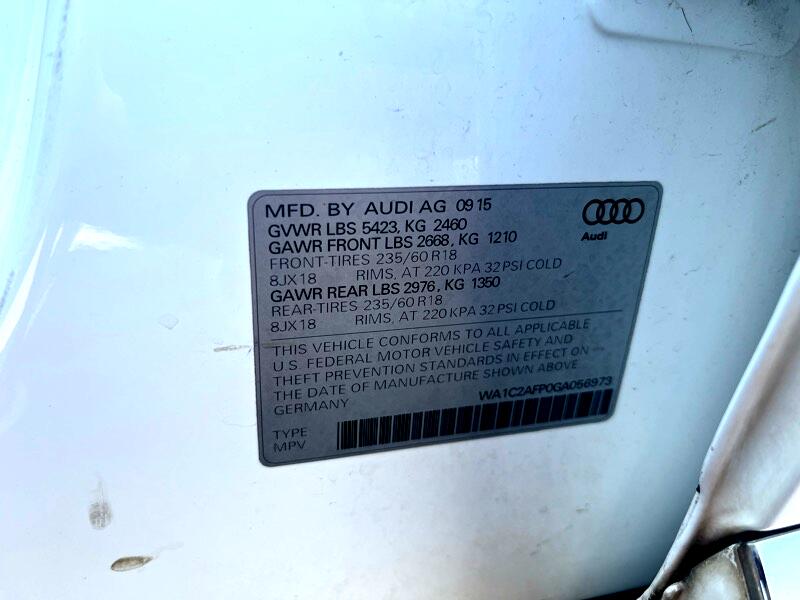 MFD. BY AUDI AG 09 15
GVWR LBS 5423, KG 2460
GAWR FRONT LBS 2668, KG 1210
FRONT-TIRES 235/60 R18
8JX18 RIMS, AT 220 KPA 32 PSI COLD
GAWR REAR LBS 2976, KG 1350
REAR-TIRES 235/60 R18
8JX18 RIMS, AT 220 KPA 32 PSI COLD
Audi
THIS VEHICLE CONFORMS TO ALL APPLICABLE
U.S. FEDERAL MOTOR VEHICLE SAFETY AND
THEFT PREVENTION STANDARDS IN EFFECT ON
THE DATE OF MANUFACTURE SHOWN ABOVE
GERMANY WA1C2AFP0GA056973
TYPE
MPV